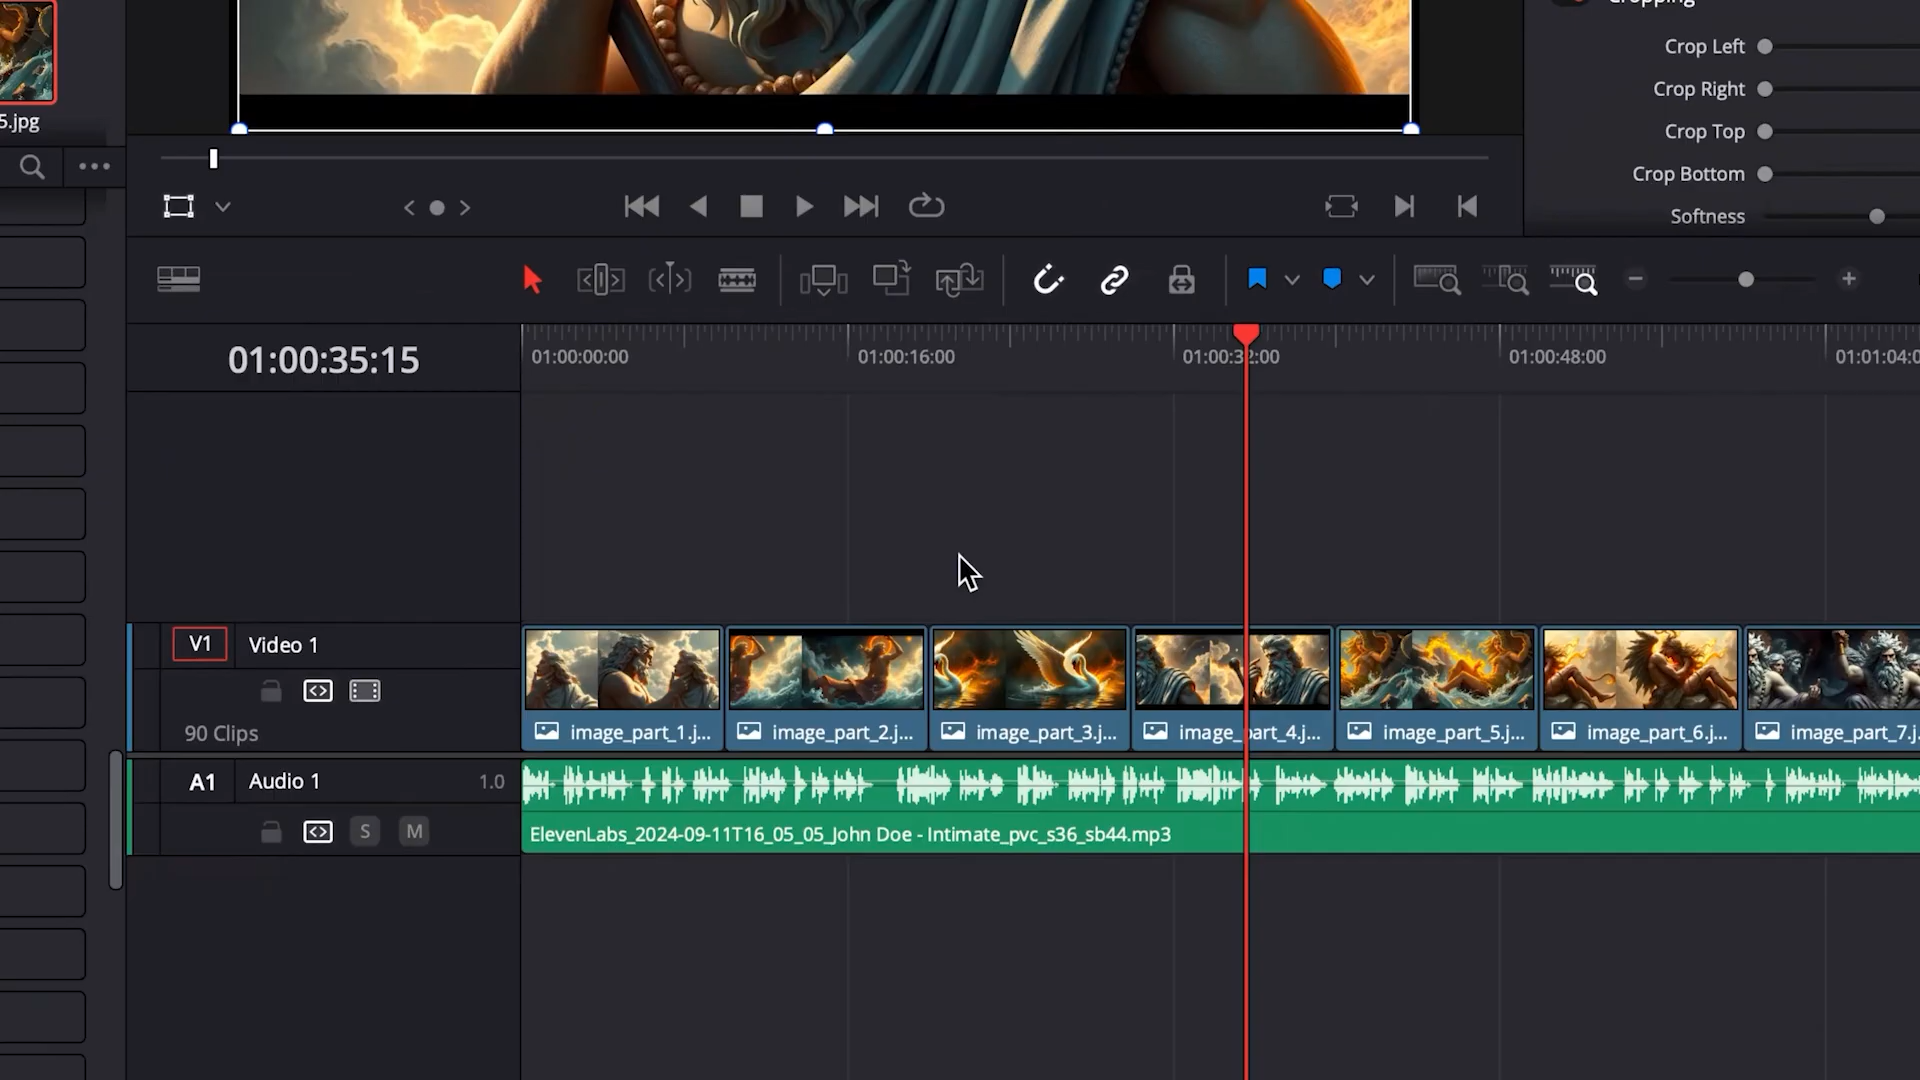 Cropping
Crop Left
Crop Right
Crop Top
Crop Bottom
Softness
5.jpg
01:00:35:15
01:00:00:00
01:00:16:00
01:00:32:00
01:00:48:00
01:01:04:0
V1
Video 1
90 Clips
image_part_1.j...
image_part_2.j...
image_part_3.j...
image_part_4.j...
image_part_5.j...
image_part_6.j...
image_part_7.j
A1
Audio 1
1.0
S
M
ElevenLabs_2024-09-11T16_05_05_John Doe - Intimate_pvc_s36_sb44.mp3